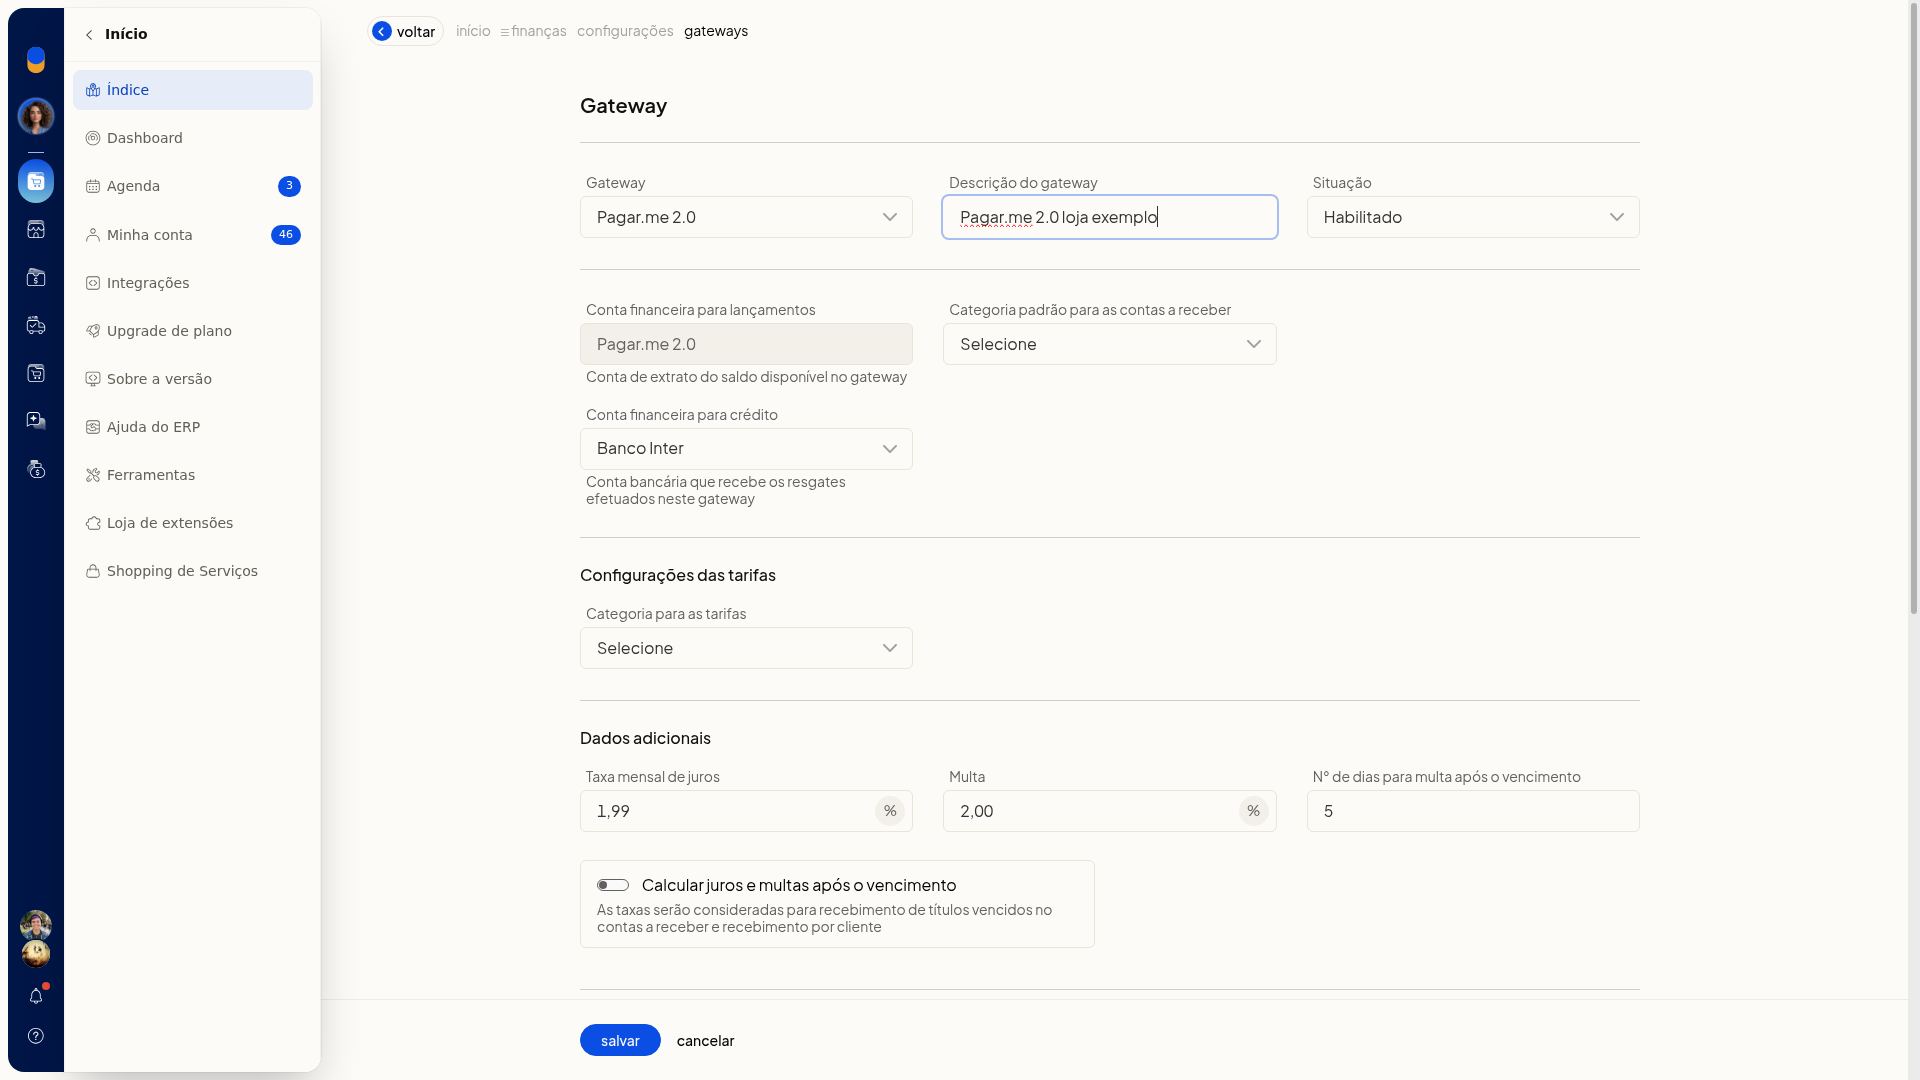 Início
Índice
Dashboard
Agenda
3
Minha conta
46
Integrações
Upgrade de plano
Sobre a versão
Ajuda do ERP
Ferramentas
Loja de extensões
Shopping de Serviços
voltar início finanças configurações gateways
Gateway
Gateway
Pagar.me 2.0
Descrição do gateway
Pagar.me 2.0 loja exemplo
Situação
Habilitado
Conta financeira para lançamentos
Pagar.me 2.0
Conta de extrato do saldo disponível no gateway
Categoria padrão para as contas a receber
Selecione
Conta financeira para crédito
Banco Inter
Conta bancária que recebe os resgates
efetuados neste gateway
Configurações das tarifas
Categoria para as tarifas
Selecione
Dados adicionais
Taxa mensal de juros
1,99 %
Multa
2,00 %
N° de dias para multa após o vencimento
5
Calcular juros e multas após o vencimento
As taxas serão consideradas para recebimento de títulos vencidos no
contas a receber e recebimento por cliente
salvar cancelar